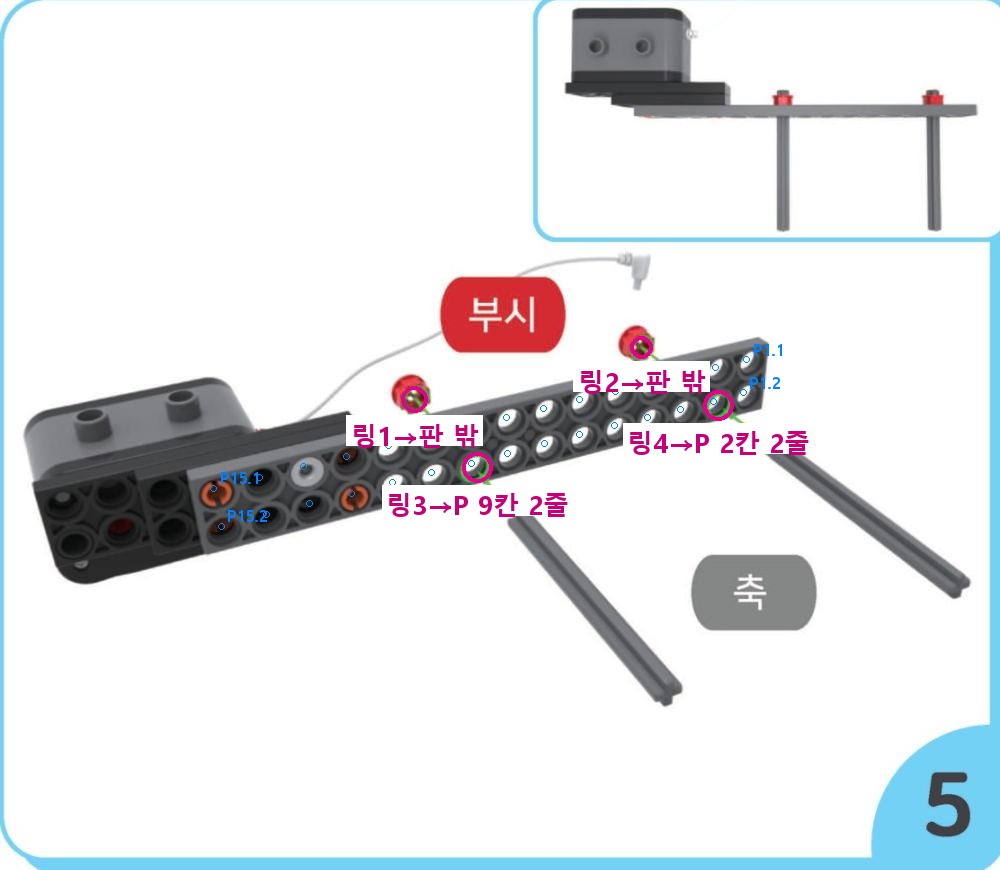 부시
P1.1
링2→판 밖
P1.2
링1→판 밖
링4→P 2칸 2줄
P15.1
링3→P 9칸 2줄
P15.2
축
5